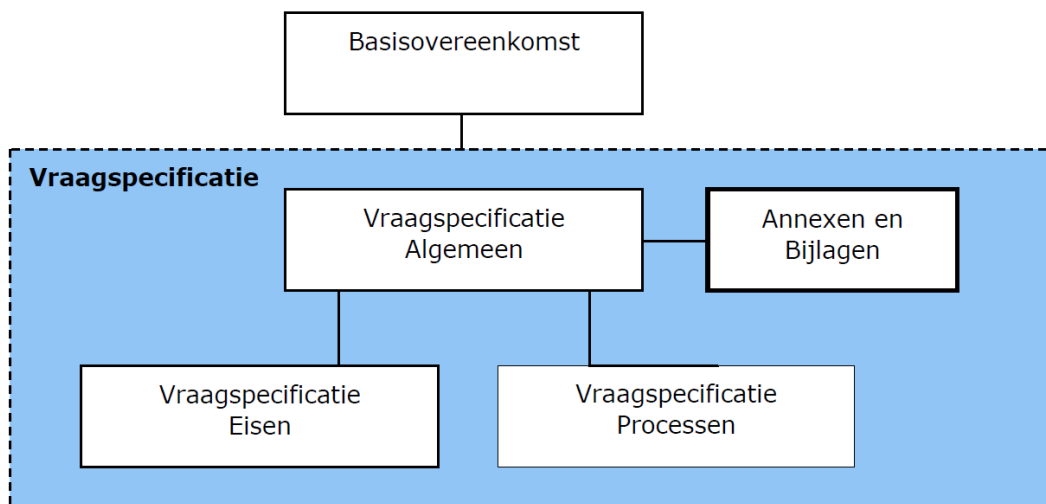 Basisovereenkomst
Vraagspecificatie
Vraagspecificatie
Algemeen
Annexen en
Bijlagen
Vraagspecificatie
Eisen
Vraagspecificatie
Processen